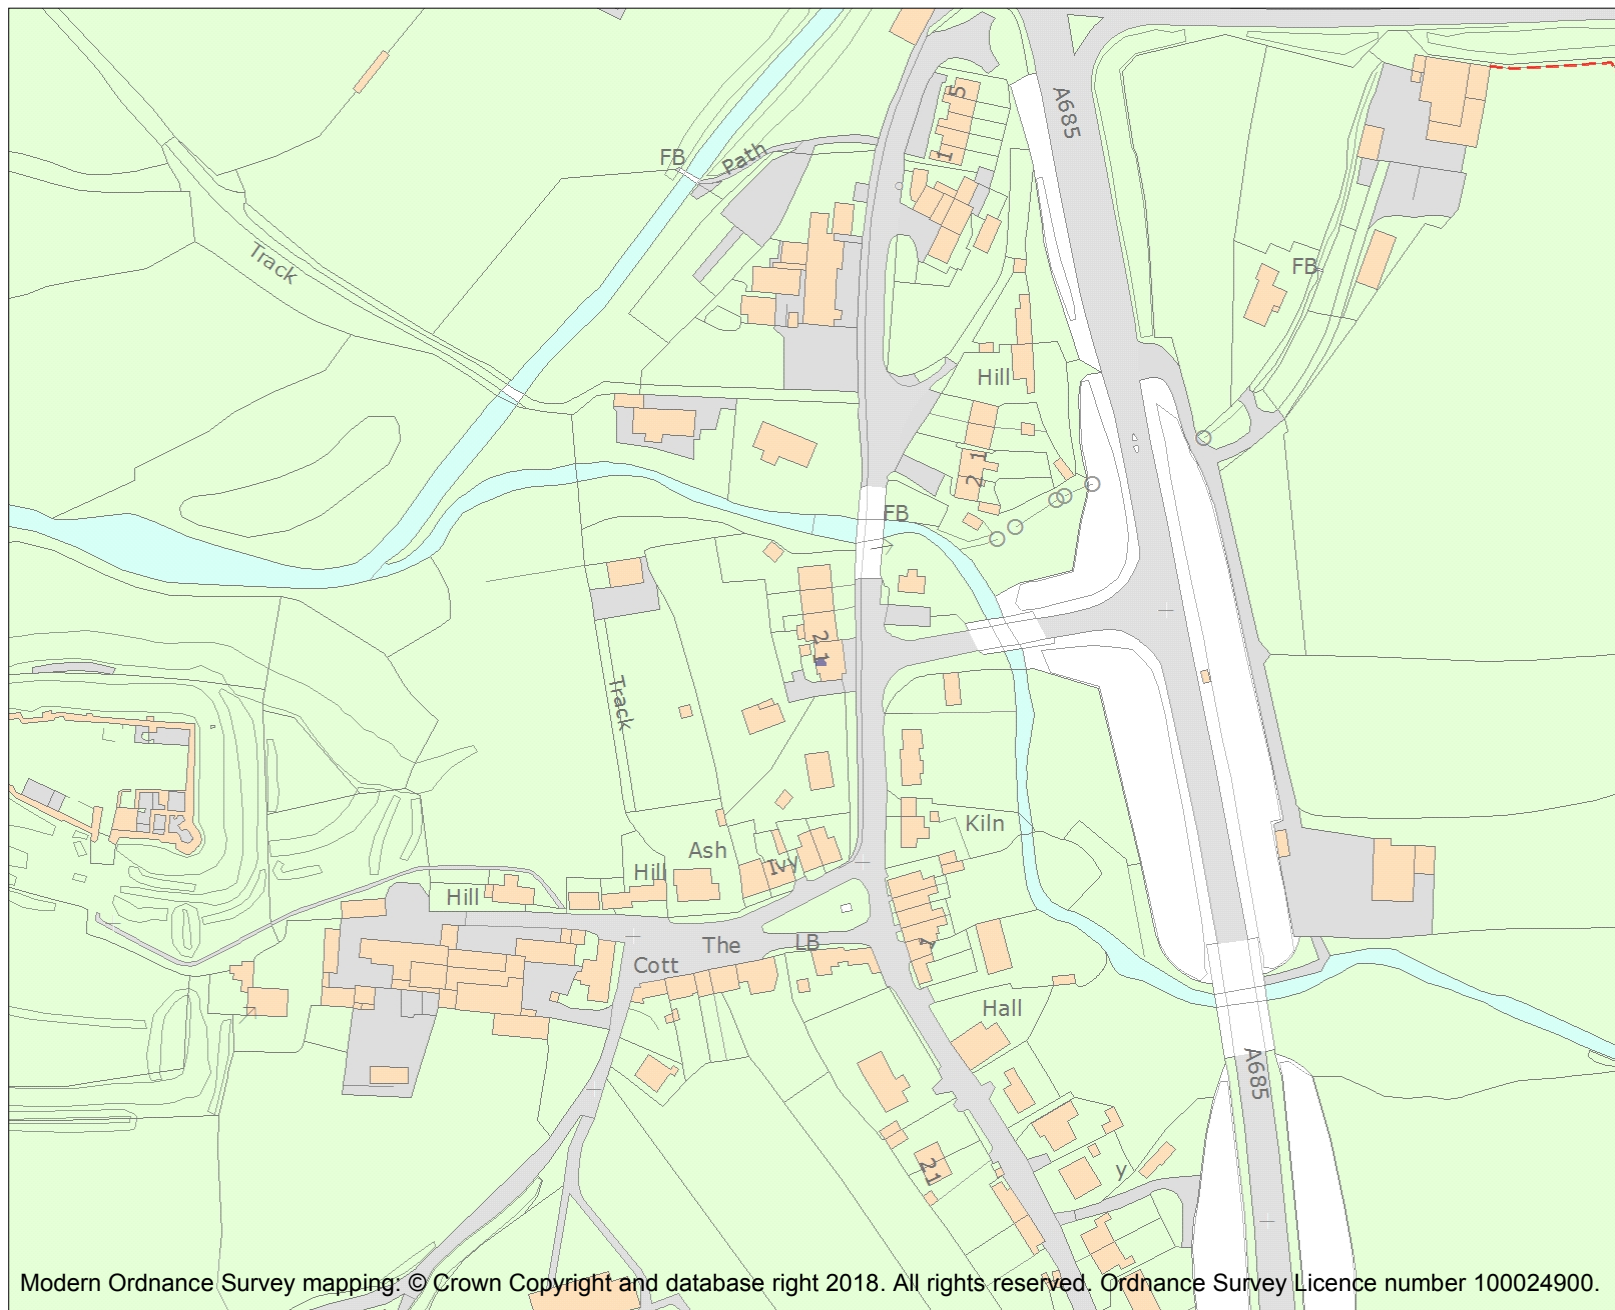 5
A685
FB
Path
1
Track
FB
Hill
1
2
FB
2
1
Track
Kiln
Ash
Ivy
Hill
Hill
The
LB
1
Cott
Hall
A685
21
y
Modern Ordnance Survey mapping: © Crown Copyright and database right 2018. All rights reserved. Ordnance Survey Licence number 100024900.